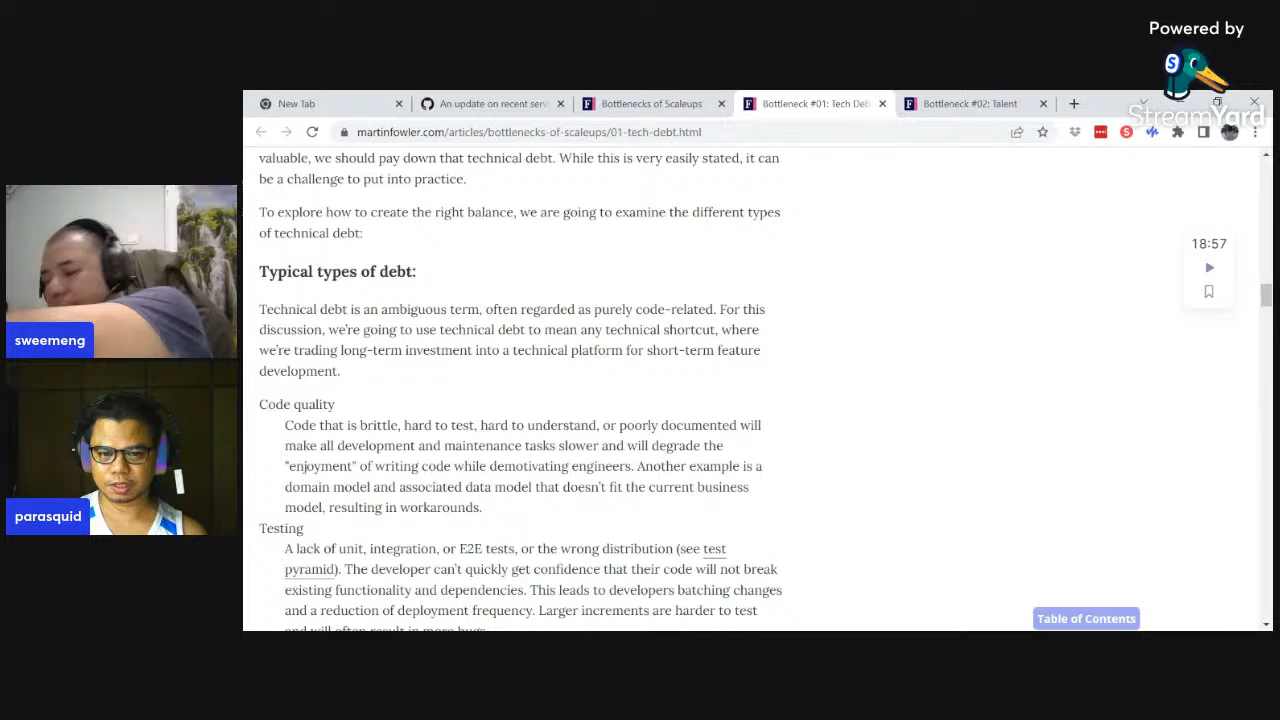 Powered by
S
StreamYard
New Tab
An update on recent serv
Bottlenecks of Scaleups
Bottleneck #01: Tech Deb
Bottleneck #02: Talent
martinfowler.com/articles/bottlenecks-of-scaleups/01-tech-debt.html
valuable, we should pay down that technical debt. While this is very easily stated, it can
be a challenge to put into practice.
To explore how to create the right balance, we are going to examine the different types
of technical debt:
18:57
Typical types of debt:
Technical debt is an ambiguous term, often regarded as purely code-related. For this
discussion, we're going to use technical debt to mean any technical shortcut, where
we're trading long-term investment into a technical platform for short-term feature
development.
sweemeng
Code quality
Code that is brittle, hard to test, hard to understand, or poorly documented will
make all development and maintenance tasks slower and will degrade the
"enjoyment" of writing code while demotivating engineers. Another example is a
domain model and associated data model that doesn't fit the current business
model, resulting in workarounds.
parasquid
Testing
A lack of unit, integration, or E2E tests, or the wrong distribution (see test
pyramid). The developer can't quickly get confidence that their code will not break
existing functionality and dependencies. This leads to developers batching changes
and a reduction of deployment frequency. Larger increments are harder to test
and will often result in more bugs.
Table of Contents